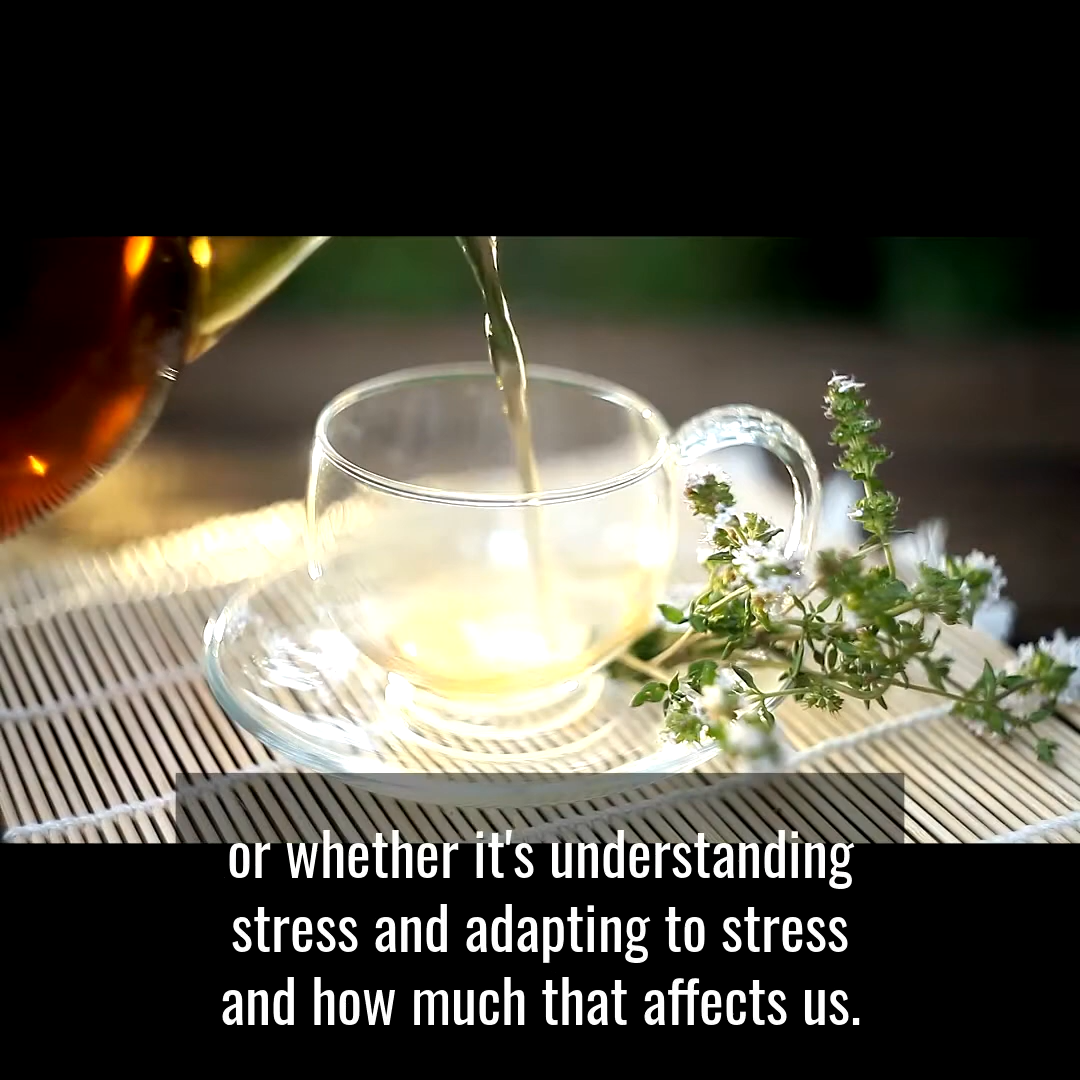 or whether it's understanding
stress and adapting to stress
and how much that affects us.